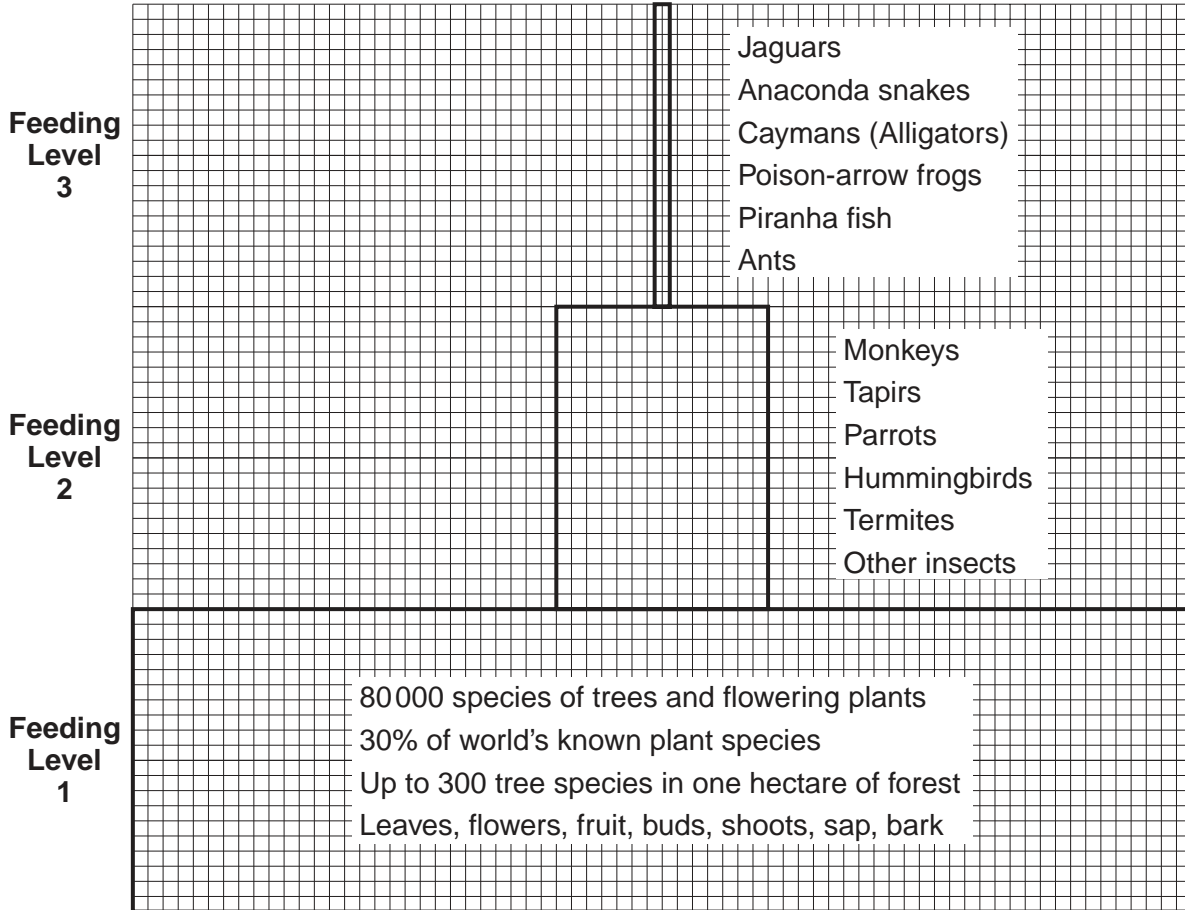 Feeding
Level
3
Jaguars
Anaconda snakes
Caymans (Alligators)
Poison-arrow frogs
Piranha fish
Ants
Feeding
Level
2
Monkeys
Tapirs
Parrots
Hummingbirds
Termites
Other insects
Feeding
Level
1
80 000 species of trees and flowering plants
30% of world's known plant species
Up to 300 tree species in one hectare of forest
Leaves, flowers, fruit, buds, shoots, sap, bark